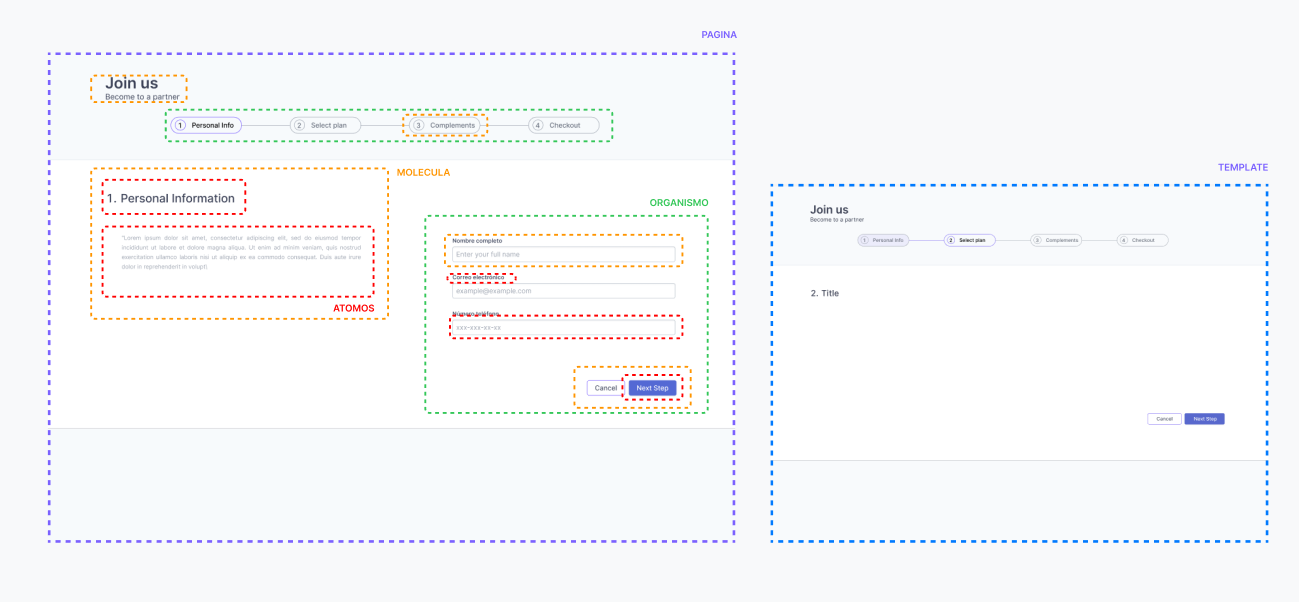 PAGINA
Join us
Become to a partner
1 Personal Info
2 Select plan
3 Complements
4 Checkout
MOLECULA
1. Personal Information
"Lorem ipsum dolor sit amet, consectetur adipiscing elit, sed do eiusmod tempor
incididunt ut labore et dolore magna aliqua. Ut enim ad minim veniam, quis nostrud
exercitation ullamco laboris nisi ut aliquip ex ea commodo consequat. Duis aute irure
dolor in reprehenderit in volupti.
ATOMOS
ORGANISMO
Nombre completo
Enter your full name
Correo electrónico
example@example.com
Número teléfono
xxx-xxx-xx-xx
Cancel
Next Step
TEMPLATE
Join us
Become to a partner
1 Personal Info
2 Select plan
3 Complements
4 Checkout
2. Title
Cancel
Next Step